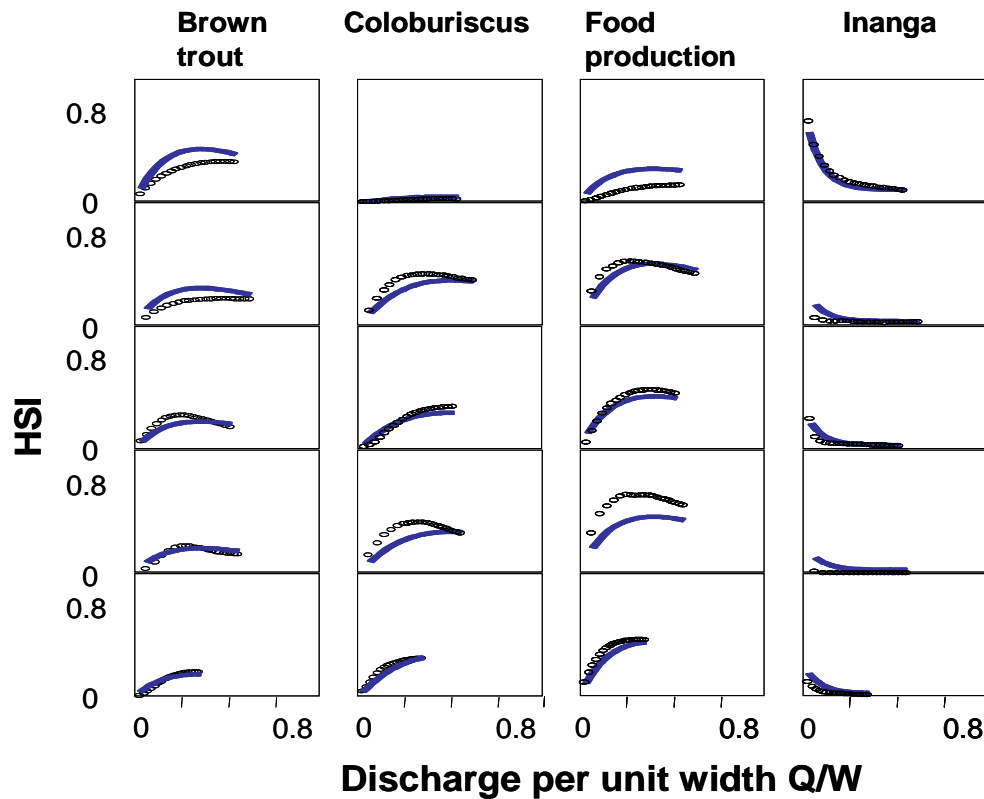 Brown trout
Coloburiscus
Food production
Inanga
0.8
0
0.8
0
0.8
0
0.8
0
0.8
0
HSI
0 0.8 0 0.8 0 0.8 0 0.8
Discharge per unit width Q/W